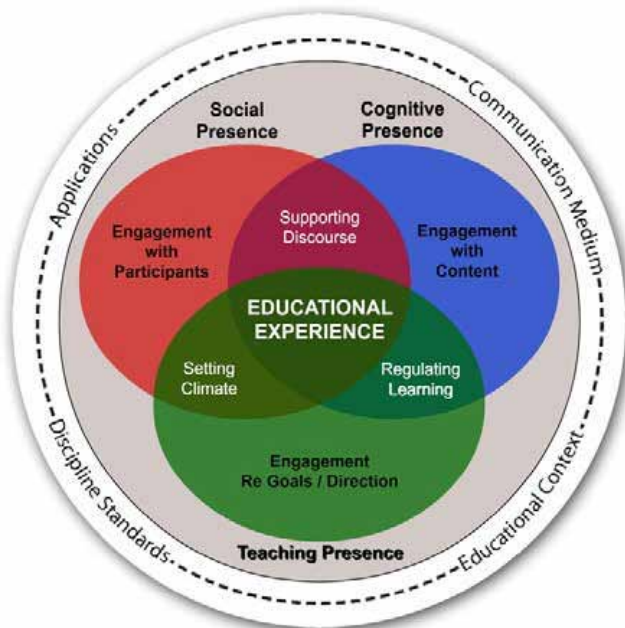 Social
Presence
Cognitive
Presence
Applications
Communication Medium
Engagement
with
Participants
Supporting
Discourse
Engagement
with
Content
EDUCATIONAL
EXPERIENCE
Setting
Climate
Regulating
Learning
Engagement
Re Goals / Direction
Teaching Presence
Discipline Standards
Educational Context